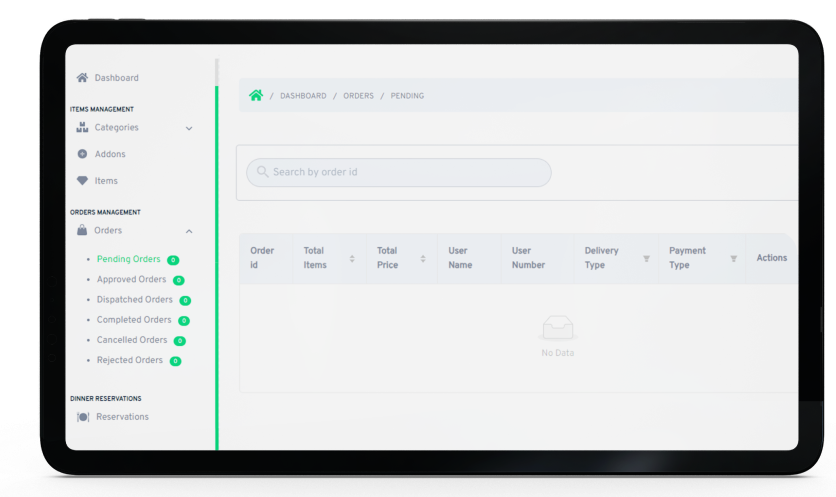 Dashboard
ITEMS MANAGEMENT
Categories
Addons
Items
ORDERS MANAGEMENT
Orders
Pending Orders 0
Approved Orders 0
Dispatched Orders 0
Completed Orders 0
Cancelled Orders 0
Rejected Orders 0
DINNER RESERVATIONS
Reservations
/ DASHBOARD / ORDERS / PENDING
Search by order id
Order id
Total Items
Total Price
User Name
User Number
Delivery Type
Payment Type
Actions
No Data